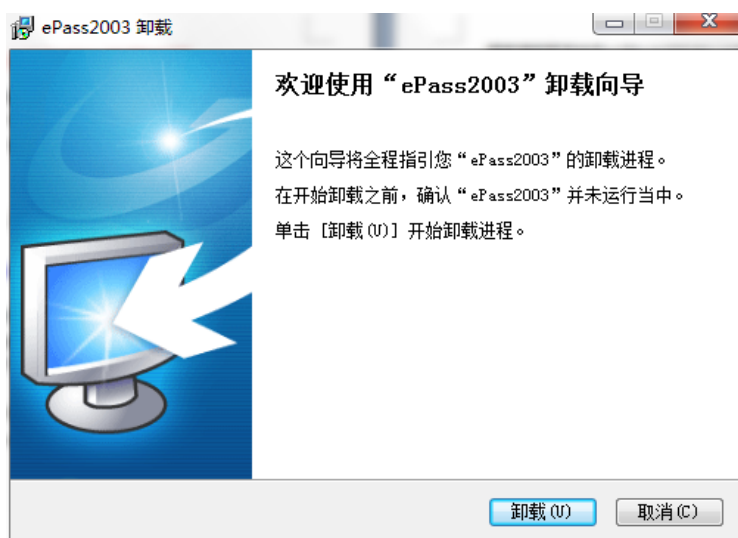 ePass2003 卸载
欢迎使用“ePass2003”卸载向导
这个向导将全程指引您“ePass2003”的卸载进程。
在开始卸载之前，确认“ePass2003”并未运行当中。
单击 [卸载(U)] 开始卸载进程。
卸载(U) 取消(C)